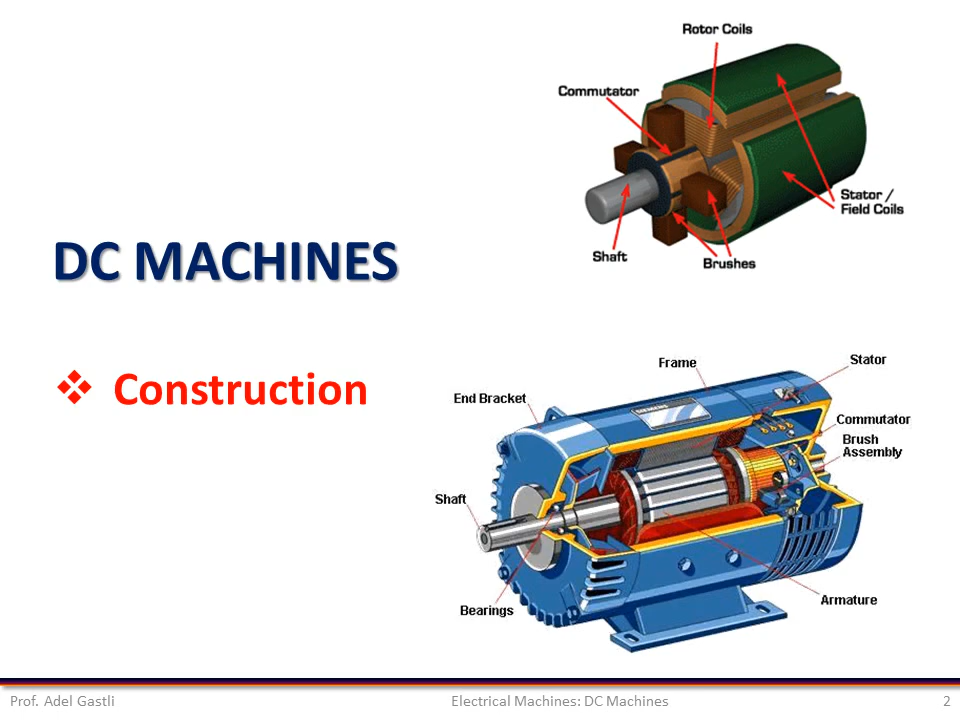 Rotor Coils
Commutator
Stator /
Field Coils
Shaft
Brushes
DC MACHINES
Construction
Frame
Stator
End Bracket
SIEMENS
Commutator
Brush
Assembly
Shaft
Bearings
Armature
Prof. Adel Gastli
Electrical Machines: DC Machines
2